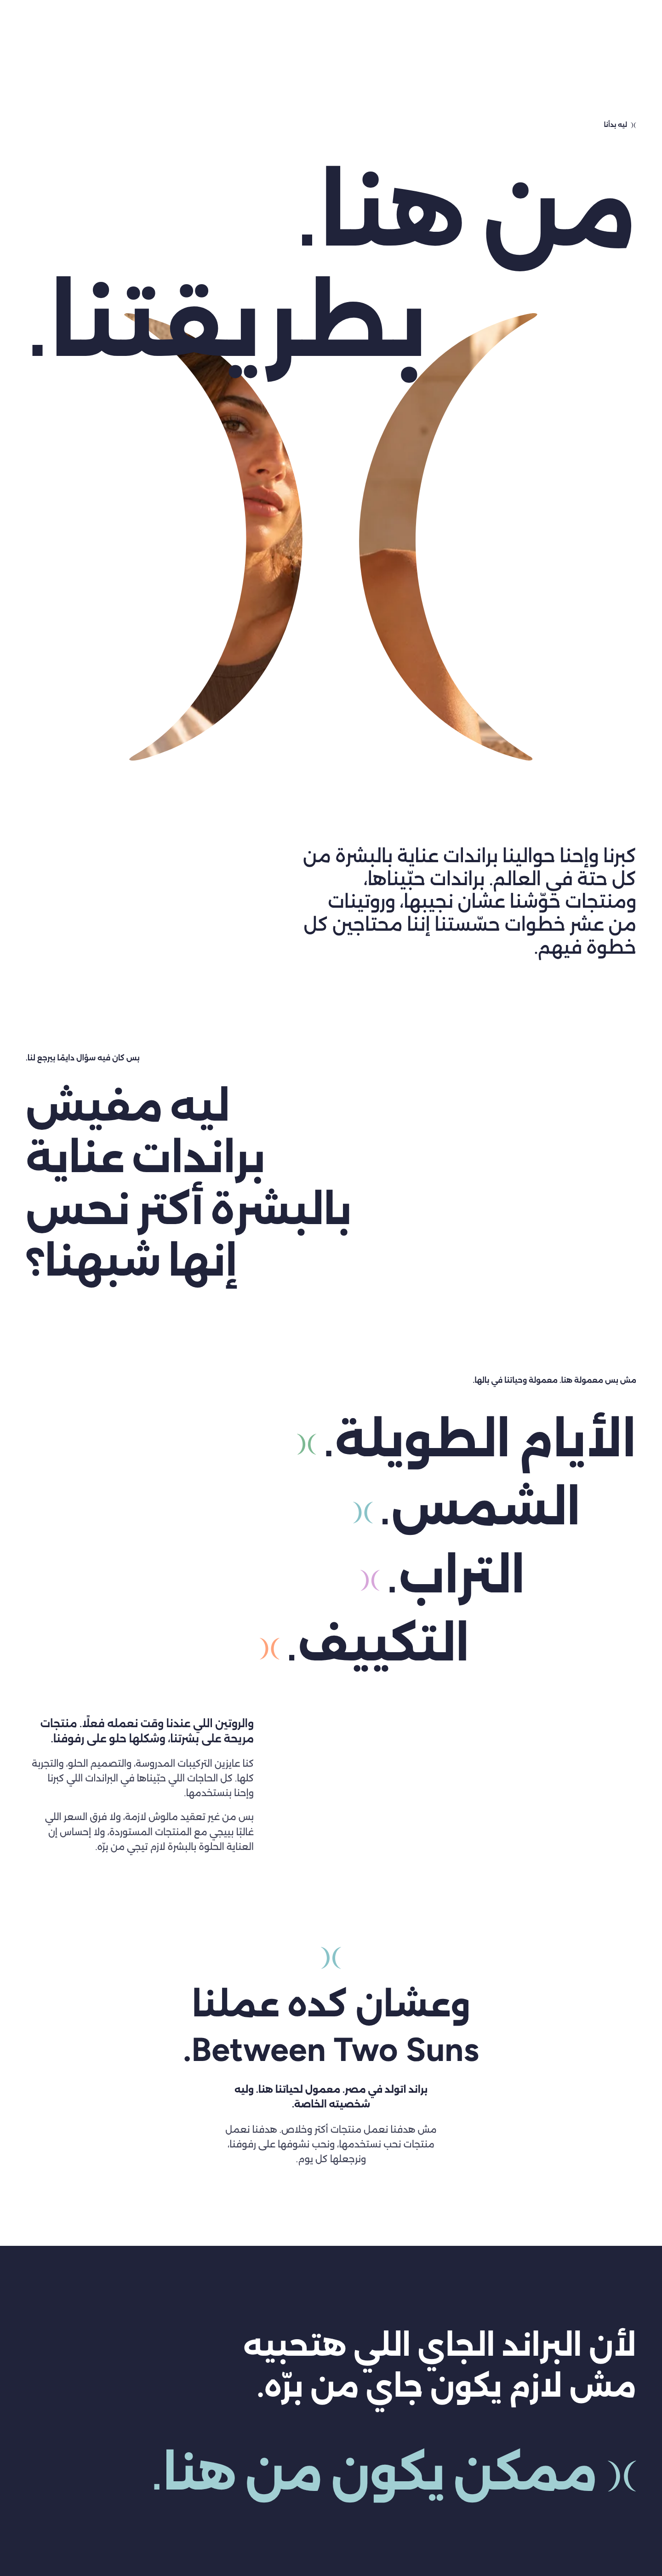 ليه بدأنا
من هنا.
بطريقتنا.
كبرنا وإحنا حوالينا براندات عناية بالبشرة من
كل حتة في العالم. براندات حبّيناها،
ومنتجات حوّشنا عشان نجيبها، وروتينات
من عشر خطوات حسّستنا إننا محتاجين كل
خطوة فيهم.
بس كان فيه سؤال دايمًا بيرجع لنا.
ليه مفيش
براندات عناية
بالبشرة أكتر نحس
إنها شبهنا؟
مش بس معمولة هنا. معمولة وحياتنا في بالها.
الأيام الطويلة.
الشمس.
التراب.
التكييف.
والروتين اللي عندنا وقت نعمله فعلًا. منتجات
مريحة على بشرتنا، وشكلها حلو على رفوفنا.
كنا عايزين التركيبات المدروسة، والتصميم الحلو، والتجربة
كلها. كل الحاجات اللي حبّيناها في البراندات اللي كبرنا
وإحنا بنستخدمها.
بس من غير تعقيد مالوش لازمة، ولا فرق السعر اللي
غالبًا بييجي مع المنتجات المستوردة، ولا إحساس إن
العناية الحلوة بالبشرة لازم تيجي من برّه.
وعشان كده عملنا
Between Two Suns.
براند اتولد في مصر. معمول لحياتنا هنا. وليه
شخصيته الخاصة.
مش هدفنا نعمل منتجات أكتر وخلاص. هدفنا نعمل
منتجات نحب نستخدمها، ونحب نشوفها على رفوفنا،
ونرجعلها كل يوم.
لأن البراند الجاي اللي هتحبيه
مش لازم يكون جاي من برّه.
ممكن يكون من هنا.